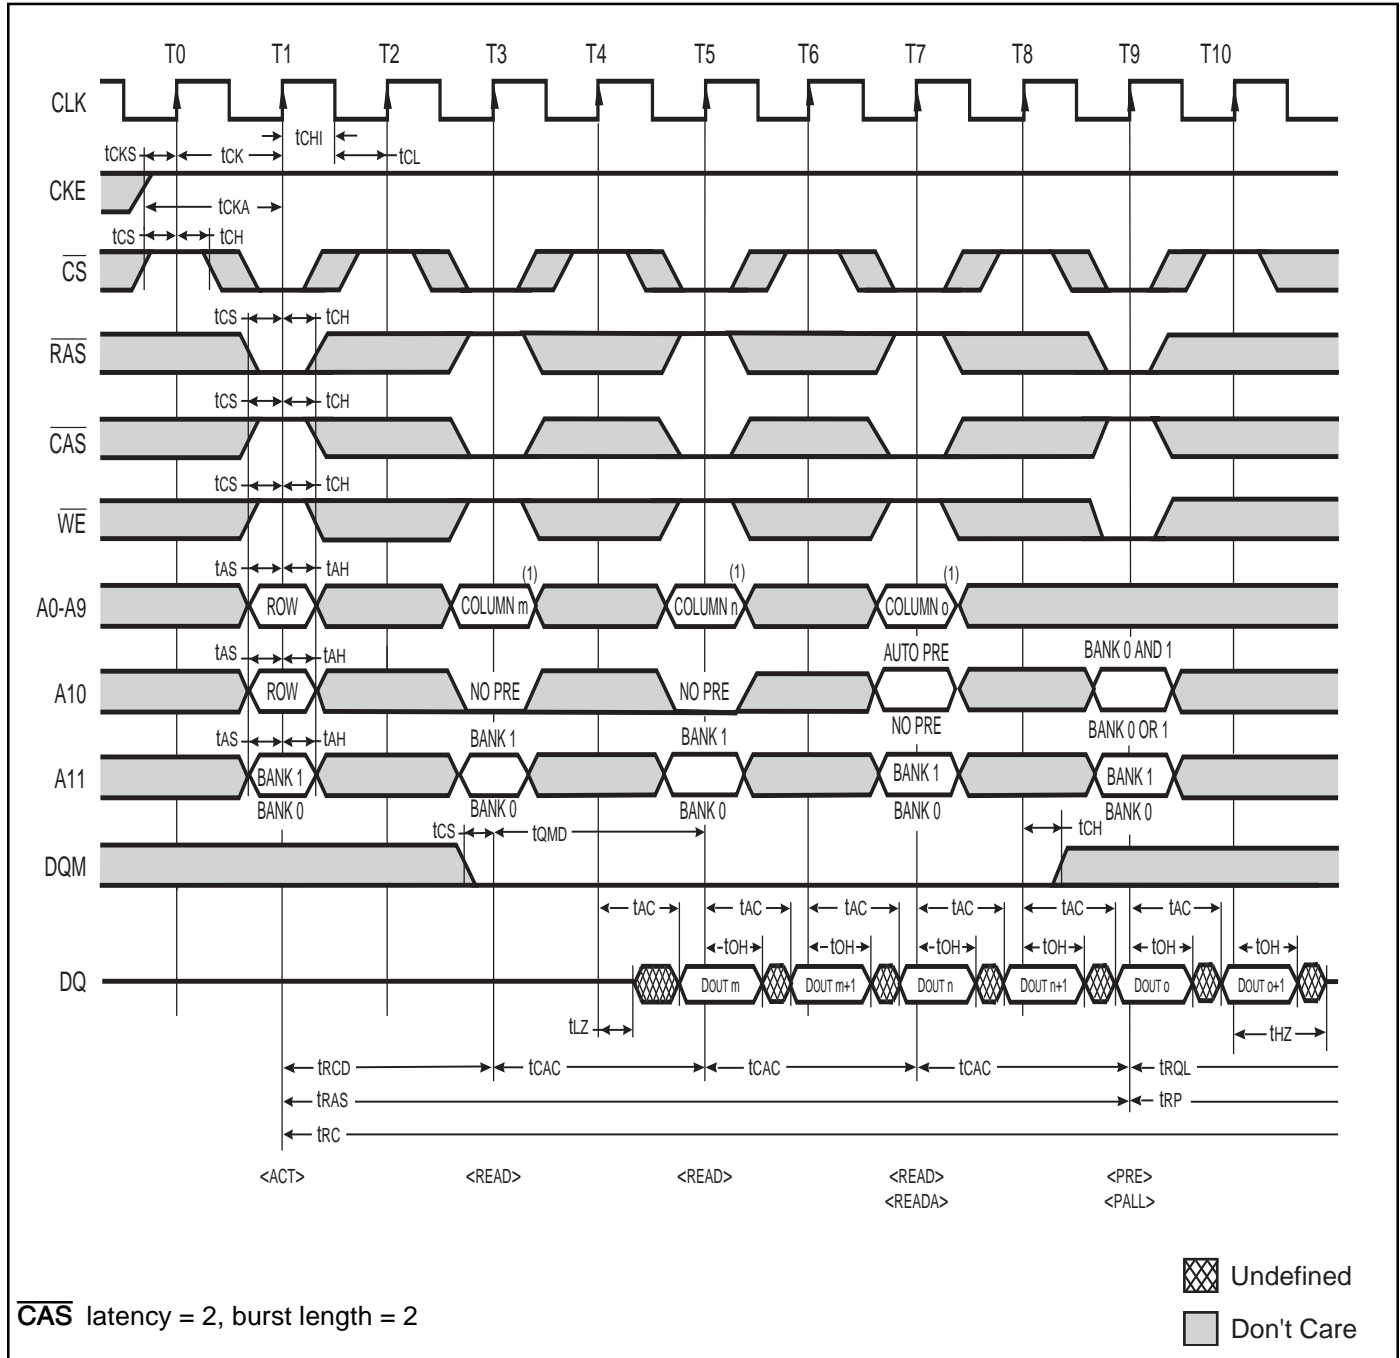 T0 T1 T2 T3 T4 T5 T6 T7 T8 T9 T10
CLK
tCHI
tCKS tCK tCL
CKE
tCKA
tCS tCH
CS
tCS tCH
RAS
tCS tCH
CAS
tCS tCH
WE
tAS tAH (1) (1) (1)
A0-A9 ROW COLUMN m COLUMN n COLUMN o
tAS tAH AUTO PRE BANK 0 AND 1
A10 ROW NO PRE NO PRE
NO PRE BANK 0 OR 1
tAS tAH BANK 1 BANK 1
A11 BANK 1 BANK 1 BANK 1
BANK 0 BANK 0 BANK 0 BANK 0 BANK 0
tCS tQMD tCH
DQM
tAC tAC tAC tAC tAC tAC
tOH tOH tOH tOH tOH tOH
DQ DOUT m DOUT m+1 DOUT n DOUT n+1 DOUT o DOUT o+1
tLZ tHZ
tRCD tCAC tCAC tCAC tRQL
tRAS tRP
tRC
<ACT> <READ> <READ> <READ> <PRE>
<READA> <PALL>
Undefined
CAS latency = 2, burst length = 2
Don't Care